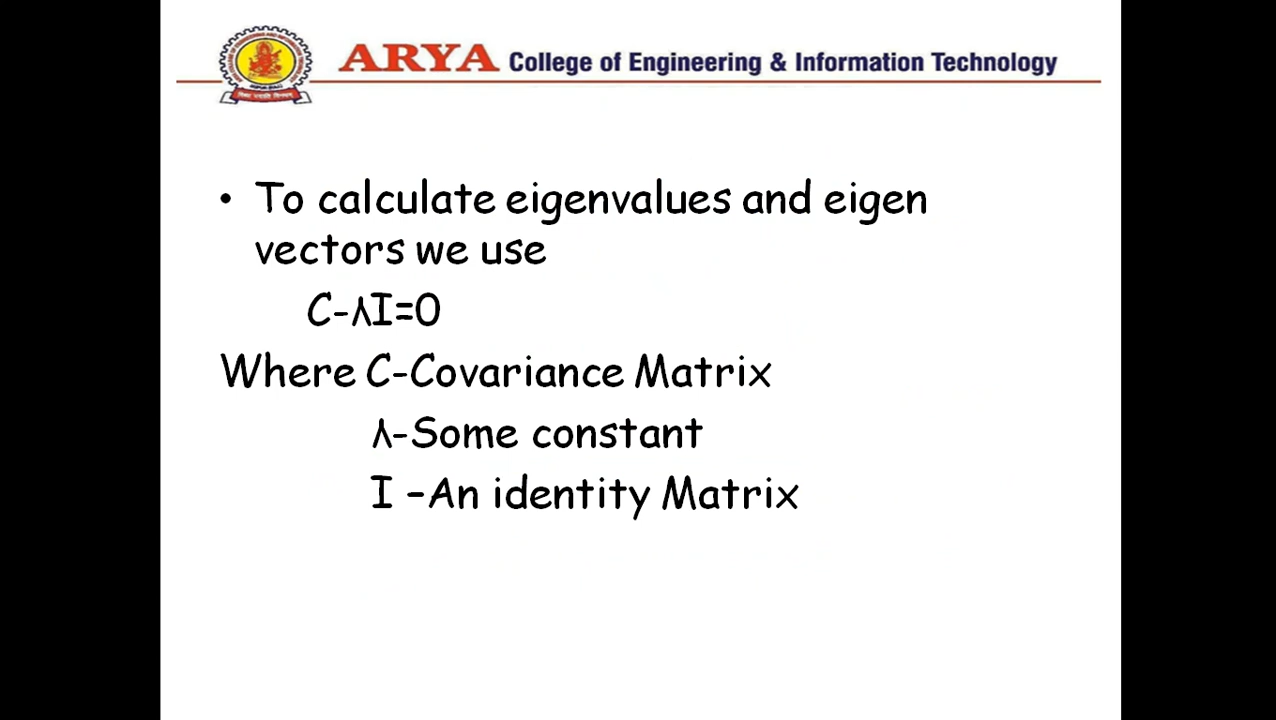 ARYA College of Engineering & Information Technology
• To calculate eigenvalues and eigen
vectors we use
C-λI=0
Where C-Covariance Matrix
λ-Some constant
I –An identity Matrix